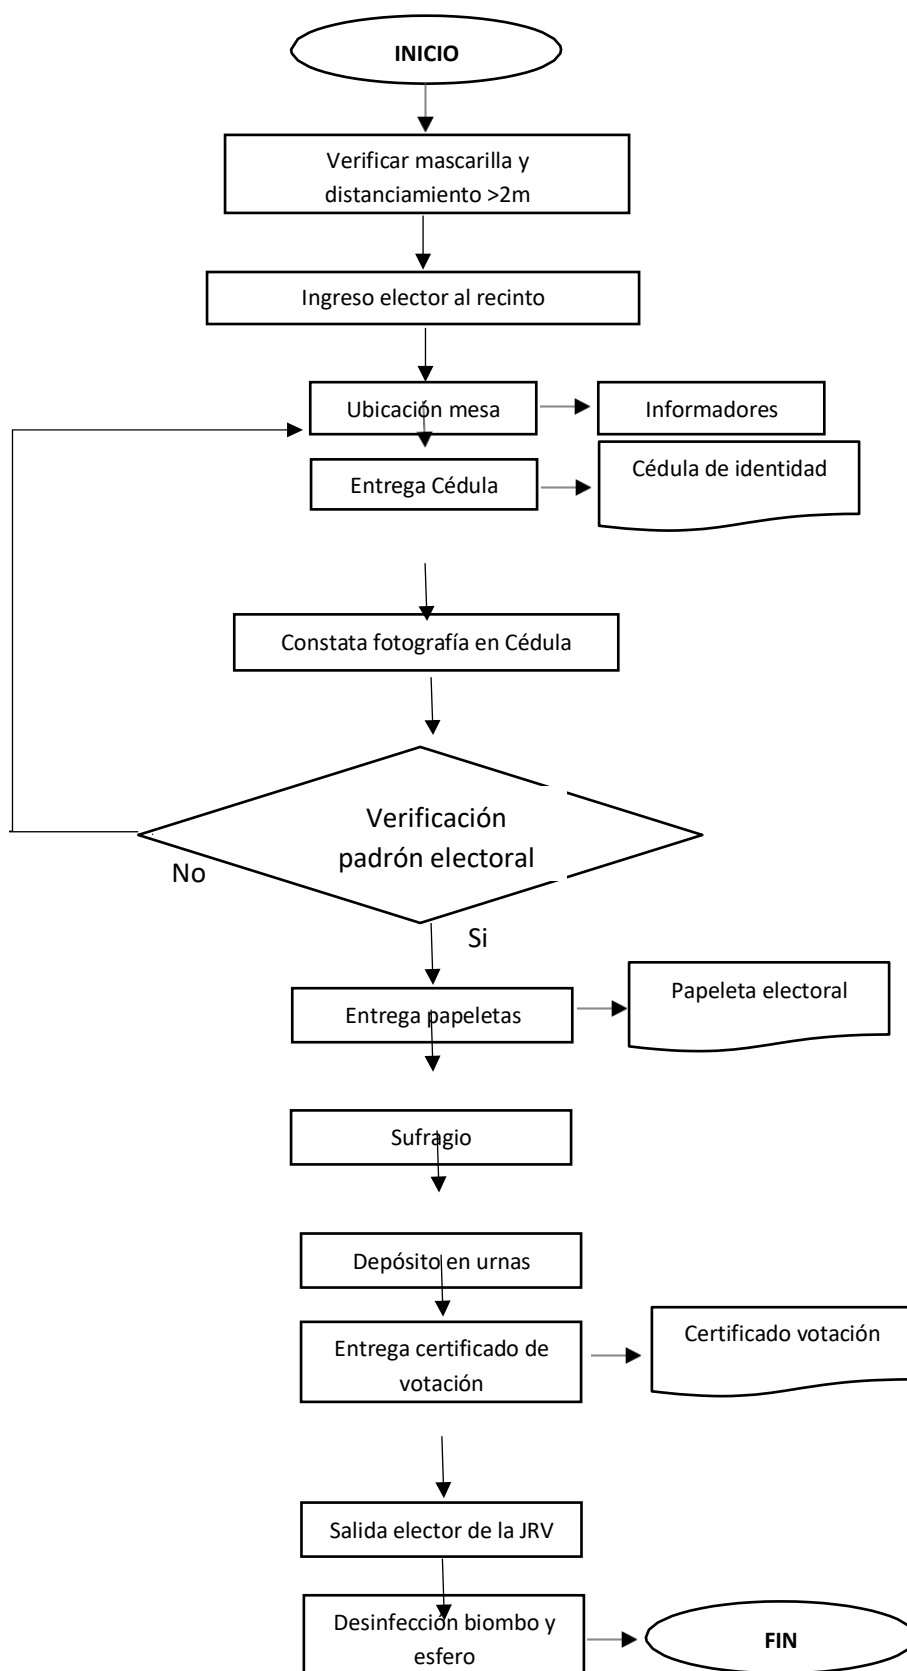 INICIO
Verificar mascarilla y
distanciamiento >2m
Ingreso elector al recinto
Ubicación mesa
Informadores
Entrega Cédula
Cédula de identidad
Constata fotografía en Cédula
Verificación
padrón electoral
No
Si
Entrega papeletas
Papeleta electoral
Sufragio
Depósito en urnas
Entrega certificado de
votación
Certificado votación
Salida elector de la JRV
Desinfección biombo y
esfero
FIN